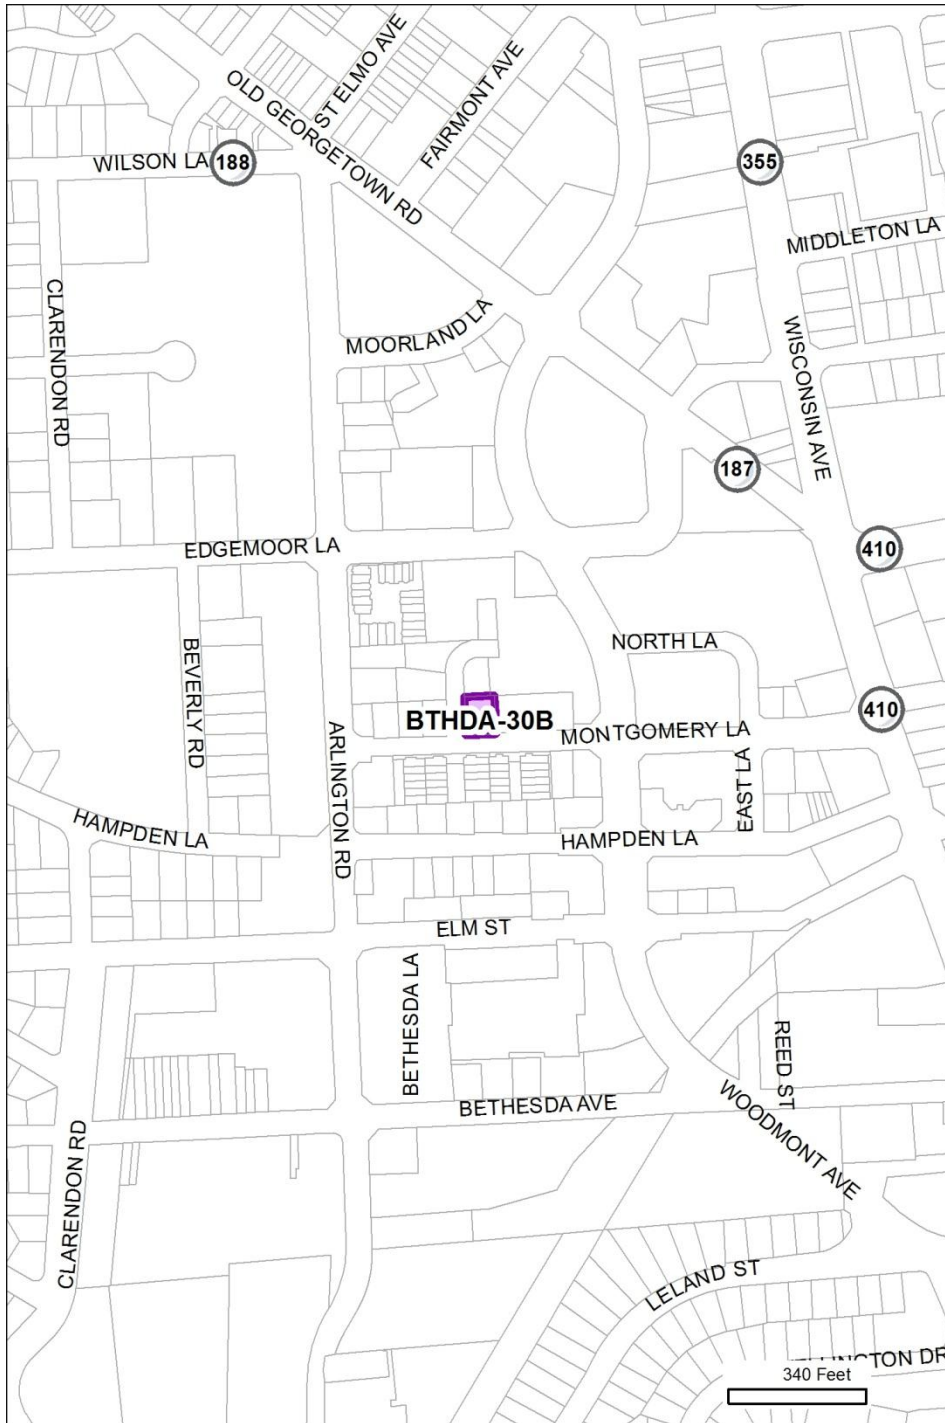 ST ELMO AVE
OLD GEORGETOWN RD
FAIRMONT AVE
WILSON LA
188
355
MIDDLETON LA
CLARENDON RD
MOORLAND LA
WISCONSIN AVE
187
EDGEMOOR LA
410
BEVERLY RD
NORTH LA
BTHDA-30B
410
MONTGOMERY LA
ARLINGTON RD
EAST LA
HAMPDEN LA
HAMPDEN LA
ELM ST
BETHESDA LA
REED ST
BETHESDA AVE
WOODMONT AVE
CLARENDON RD
LELAND ST
INGTON DR
340 Feet